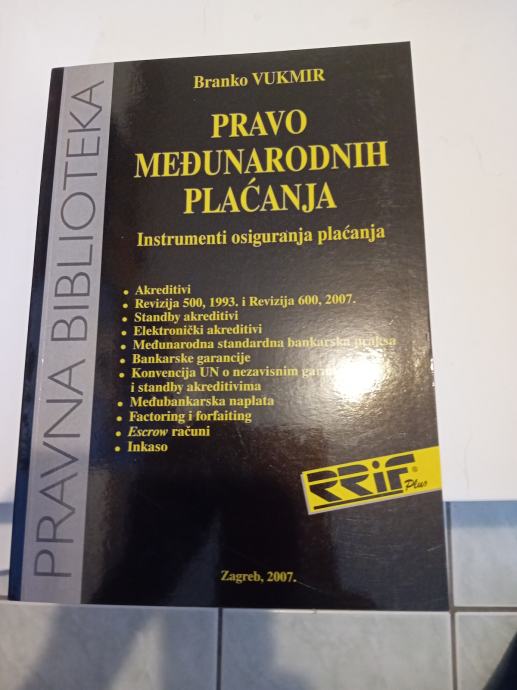 Branko VUKMIR
PRAVO
MEĐUNARODNIH
PLAĆANJA
Instrumenti osiguranja plaćanja
• Akreditivi
• Revizija 500, 1993. i Revizija 600, 2007.
• Standby akreditivi
• Elektronički akreditivi
• Međunarodna standardna bankarska praksa
• Bankarske garancije
• Konvencija UN o nezavisnim
i standby akreditivima
• Međubankarska naplata
• Factoring i forfaiting
• Escrow računi
• Inkaso
RRiF®
Plus
Zagreb, 2007.
PRAVNA BIBLIOTEKA